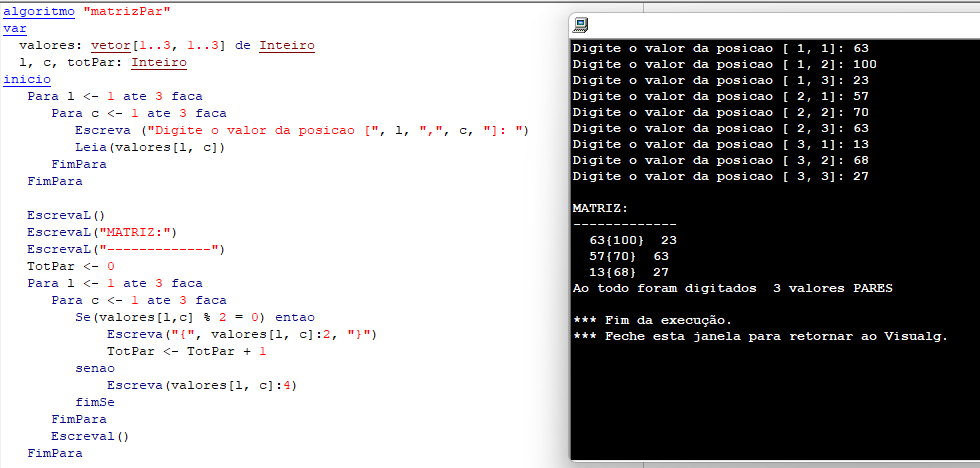 algoritmo "matrizPar"
var
valores: vetor[1..3, 1..3] de Inteiro
l, c, totPar: Inteiro
inicio
Para l <- 1 ate 3 faca
Para c <- 1 ate 3 faca
Escreva ("Digite o valor da posicao [", l, ",", c, "]: ")
Leia(valores[l, c])
FimPara
FimPara
EscrevaL()
EscrevaL("MATRIZ:")
EscrevaL("-------------")
TotPar <- 0
Para l <- 1 ate 3 faca
Para c <- 1 ate 3 faca
Se(valores[l,c] % 2 = 0) entao
Escreva("{", valores[l, c]:2, "}")
TotPar <- TotPar + 1
senao
Escreva(valores[l, c]:4)
fimSe
FimPara
Escreval()
FimPara
Digite o valor da posicao [ 1, 1]: 63
Digite o valor da posicao [ 1, 2]: 100
Digite o valor da posicao [ 1, 3]: 23
Digite o valor da posicao [ 2, 1]: 57
Digite o valor da posicao [ 2, 2]: 70
Digite o valor da posicao [ 2, 3]: 63
Digite o valor da posicao [ 3, 1]: 13
Digite o valor da posicao [ 3, 2]: 68
Digite o valor da posicao [ 3, 3]: 27
MATRIZ:
-------------
63{100}  23
57{70}  63
13{68}  27
Ao todo foram digitados  3 valores PARES
*** Fim da execução.
*** Feche esta janela para retornar ao Visualg.